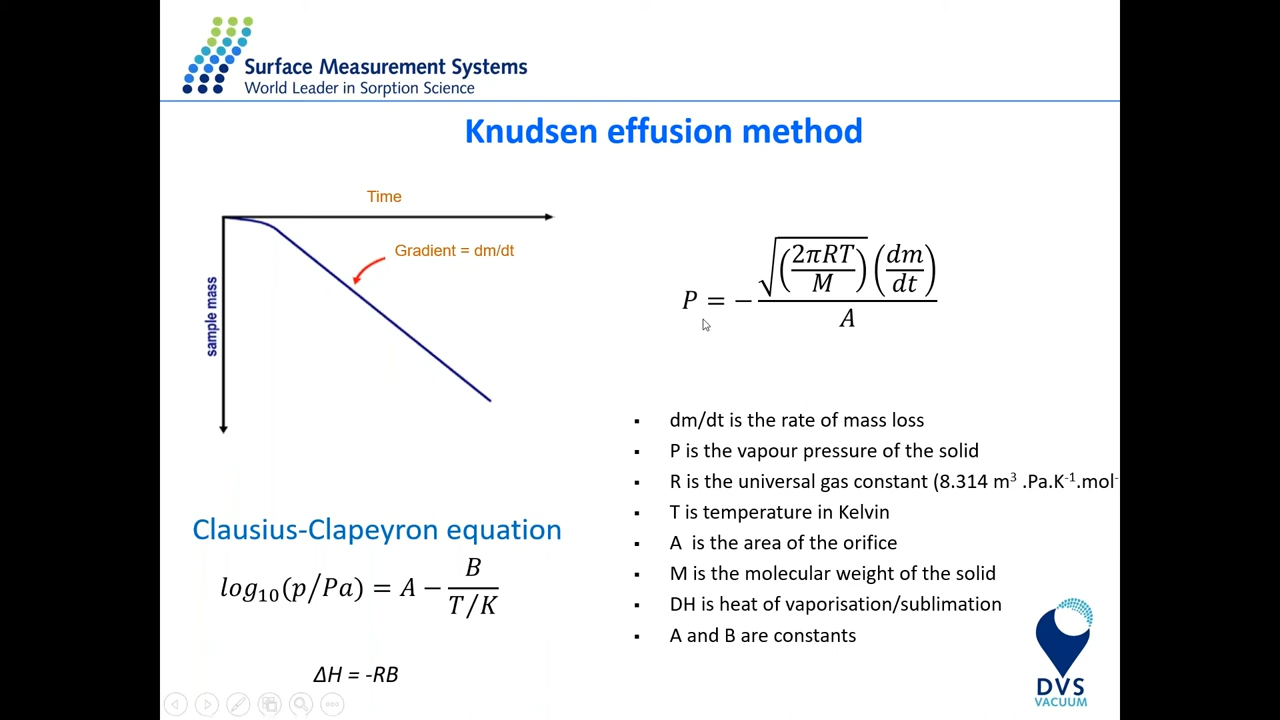 Surface Measurement Systems
World Leader in Sorption Science
Knudsen effusion method
Time
Gradient = dm/dt
sample mass
P = − √((2πRT)/M) (dm/dt) / A
Clausius-Clapeyron equation
log₁₀(p/Pa) = A − B / (T/K)
ΔH = -RB
▪ dm/dt is the rate of mass loss
▪ P is the vapour pressure of the solid
▪ R is the universal gas constant (8.314 m³ .Pa.K⁻¹.mol⁻
▪ T is temperature in Kelvin
▪ A is the area of the orifice
▪ M is the molecular weight of the solid
▪ DH is heat of vaporisation/sublimation
▪ A and B are constants
DVS
VACUUM